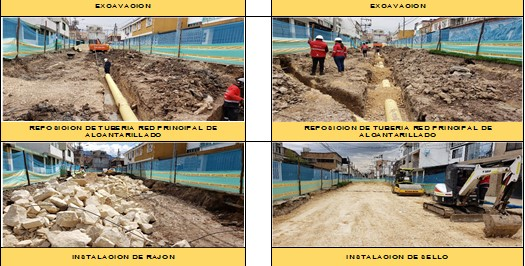 EXCAVACION
EXCAVACION
REPOSICION DE TUBERIA RED PRINCIPAL DE
ALCANTARILLADO
REPOSICION DE TUBERIA RED PRINCIPAL DE
ALCANTARILLADO
INSTALACION DE RAJON
INSTALACION DE SELLO